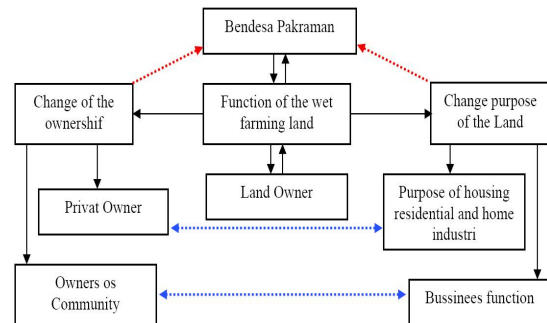 Bendesa Pakraman
Change of the
ownershif
Function of the wet
farming land
Change purpose
of the Land
Privat Owner
Land Owner
Purpose of housing
residential and home
industri
Owners os
Community
Bussinees function